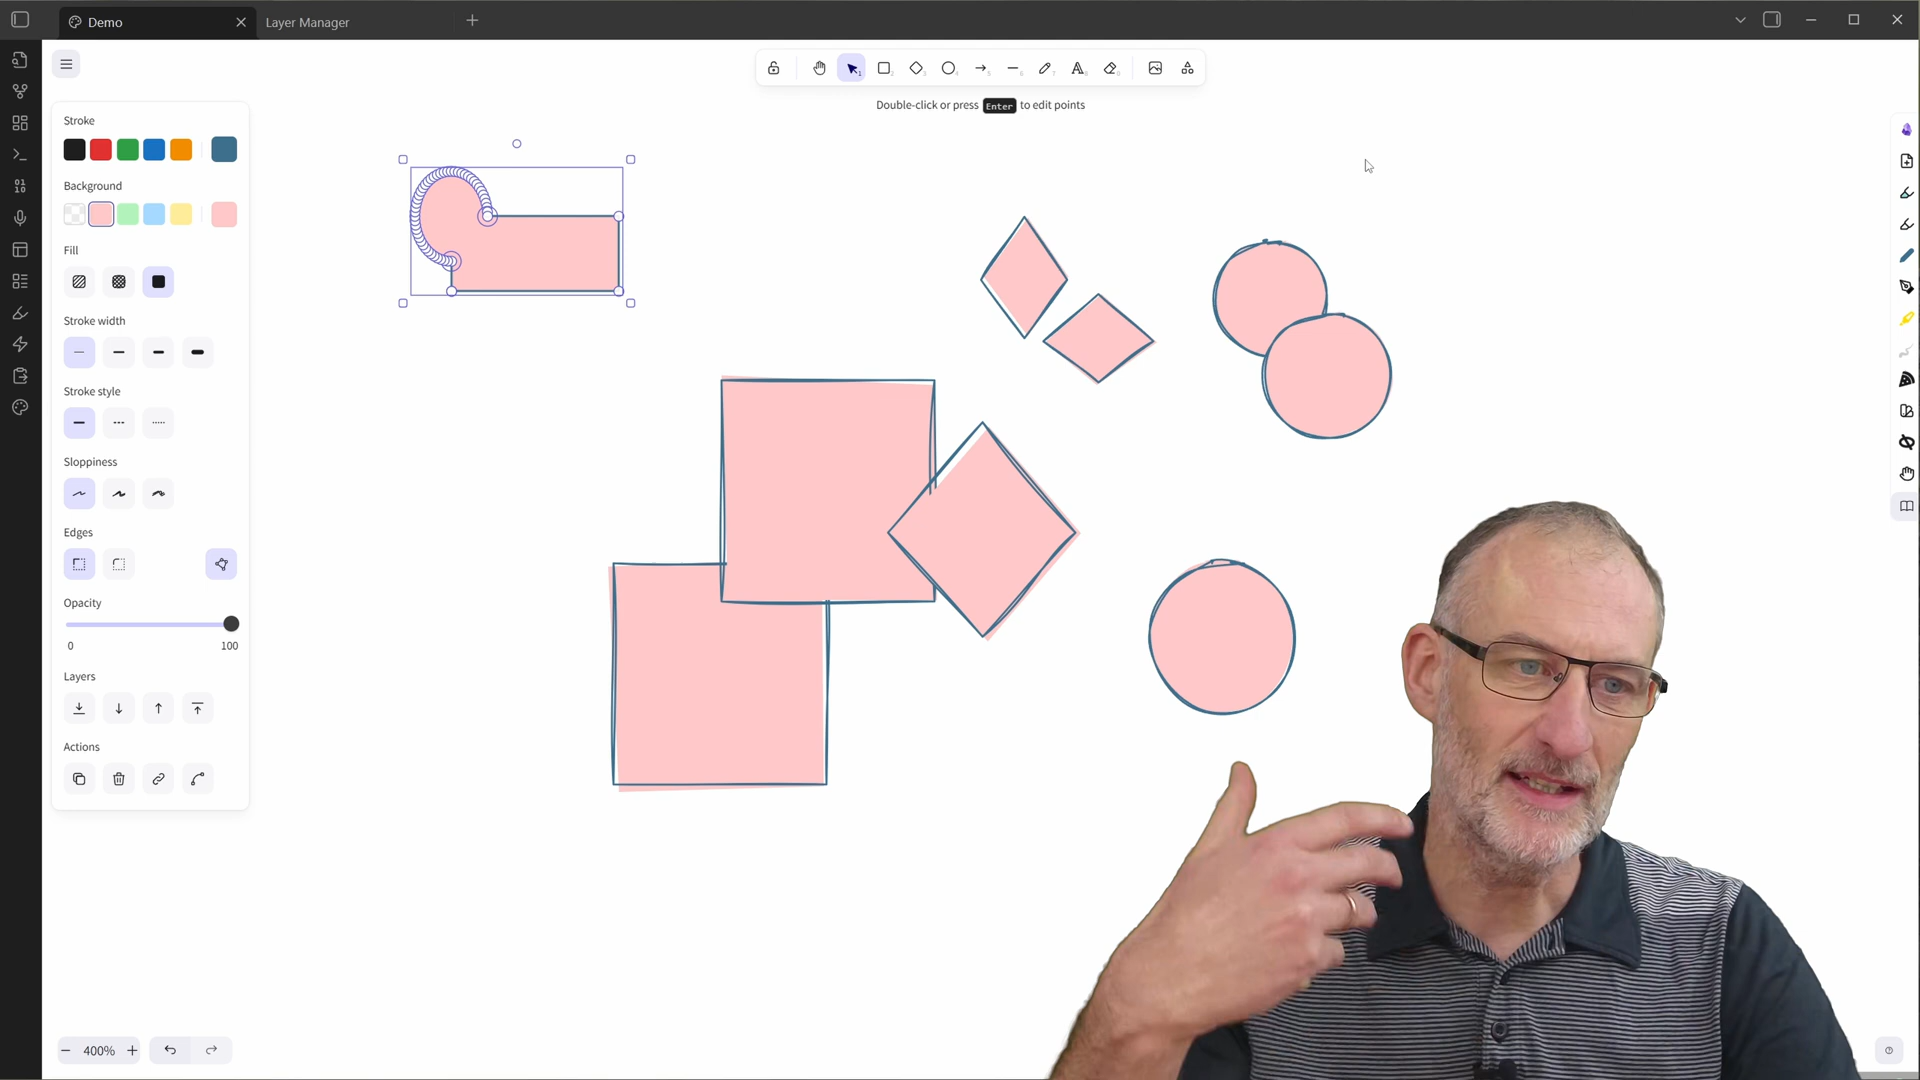 Demo
Layer Manager
Double-click or press Enter to edit points
Stroke
Background
Fill
Stroke width
Stroke style
Sloppiness
Edges
Opacity
0 100
Layers
Actions
400%